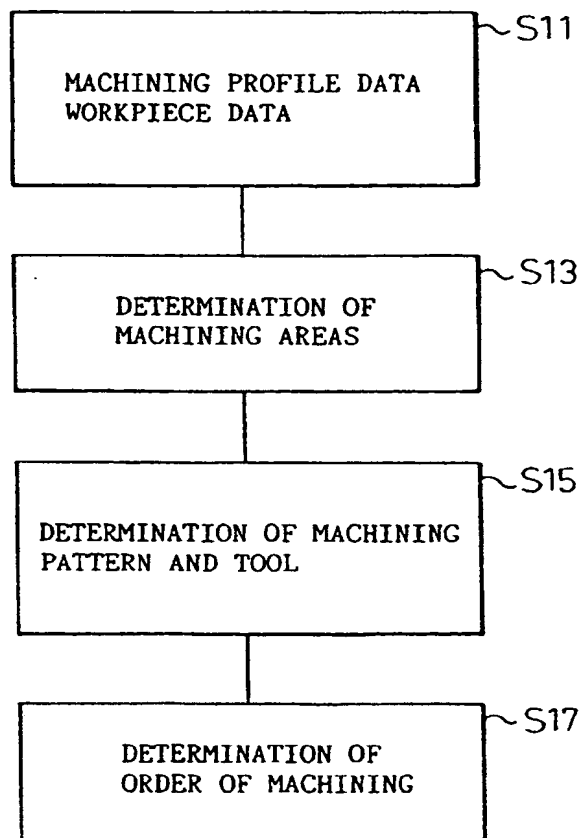 S11
MACHINING PROFILE DATA
WORKPIECE DATA
S13
DETERMINATION OF
MACHINING AREAS
S15
DETERMINATION OF MACHINING
PATTERN AND TOOL
S17
DETERMINATION OF
ORDER OF MACHINING